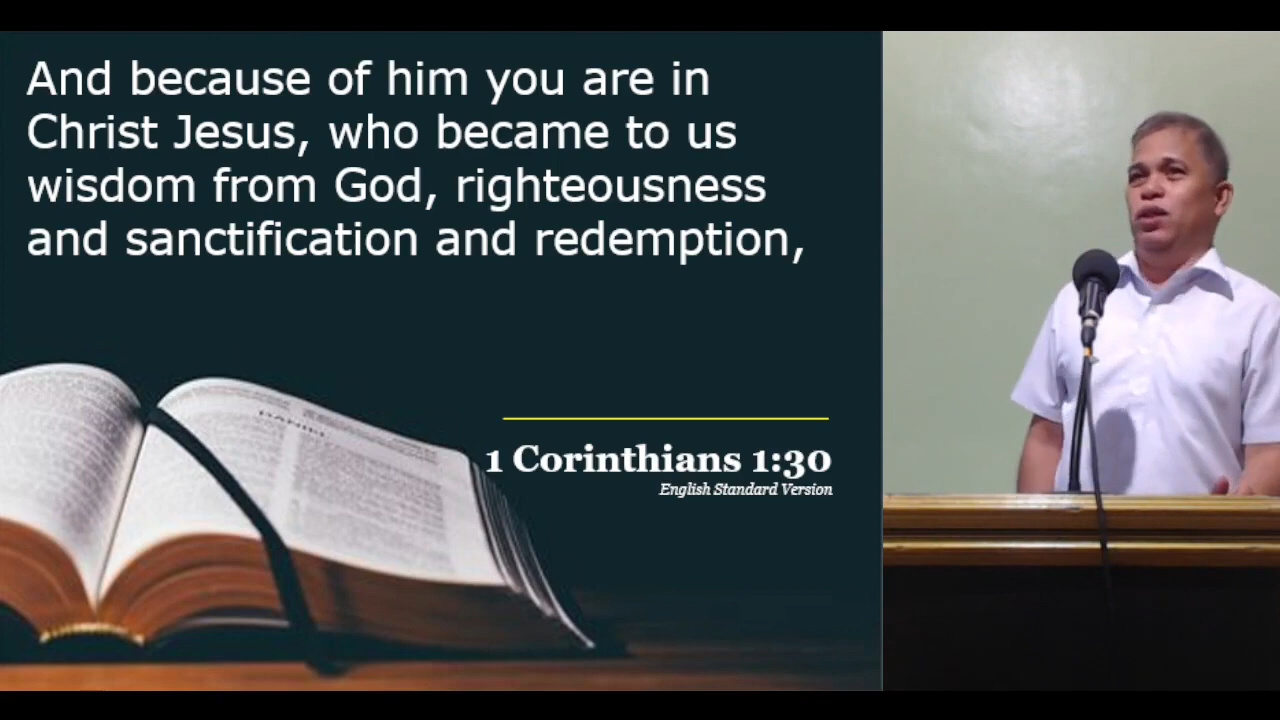 And because of him you are in
Christ Jesus, who became to us
wisdom from God, righteousness
and sanctification and redemption,
DANIEL
1 Corinthians 1:30
English Standard Version